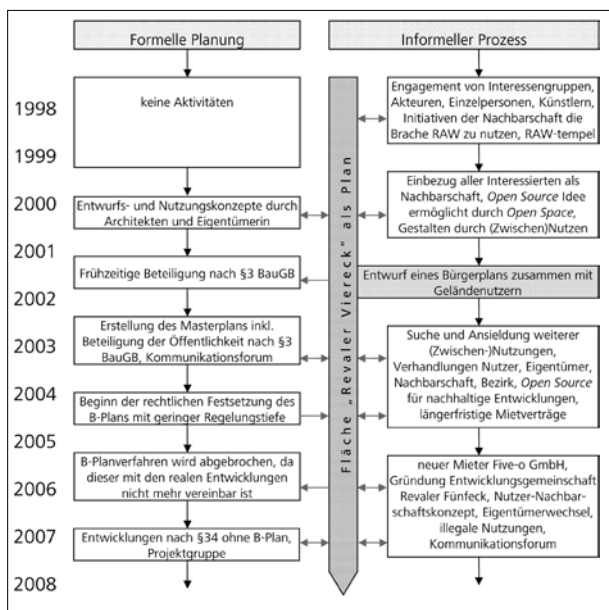 Formelle Planung
Informeller Prozess
1998
1999
2000
2001
2002
2003
2004
2005
2006
2007
2008
keine Aktivitäten
Entwurfs- und Nutzungskonzepte durch
Architekten und Eigentümerin
Frühzeitige Beteiligung nach §3 BauGB
Erstellung des Masterplans inkl.
Beteiligung der Öffentlichkeit nach §3
BauGB, Kommunikationsforum
Beginn der rechtlichen Festsetzung des
B-Plans mit geringer Regelungstiefe
B-Planverfahren wird abgebrochen, da
dieser mit den realen Entwicklungen
nicht mehr vereinbar ist
Entwicklungen nach §34 ohne B-Plan,
Projektgruppe
Fläche „Revaler Viereck" als Plan
Engagement von Interessengruppen,
Akteuren, Einzelpersonen, Künstlern,
Initiativen der Nachbarschaft die
Brache RAW zu nutzen, RAW-tempel
Einbezug aller Interessierten als
Nachbarschaft, Open Source Idee
ermöglicht durch Open Space,
Gestalten durch (Zwischen)Nutzen
Entwurf eines Bürgerplans zusammen mit
Geländenutzern
Suche und Ansiedlung weiterer
(Zwischen-)Nutzungen,
Verhandlungen Nutzer, Eigentümer,
Nachbarschaft, Bezirk, Open Source
für nachhaltige Entwicklungen,
längerfristige Mietverträge
neuer Mieter Five-o GmbH,
Gründung Entwicklungsgemeinschaft
Revaler Fünfeck, Nutzer-Nachbar-
schaftskonzept, Eigentümerwechsel,
illegale Nutzungen,
Kommunikationsforum